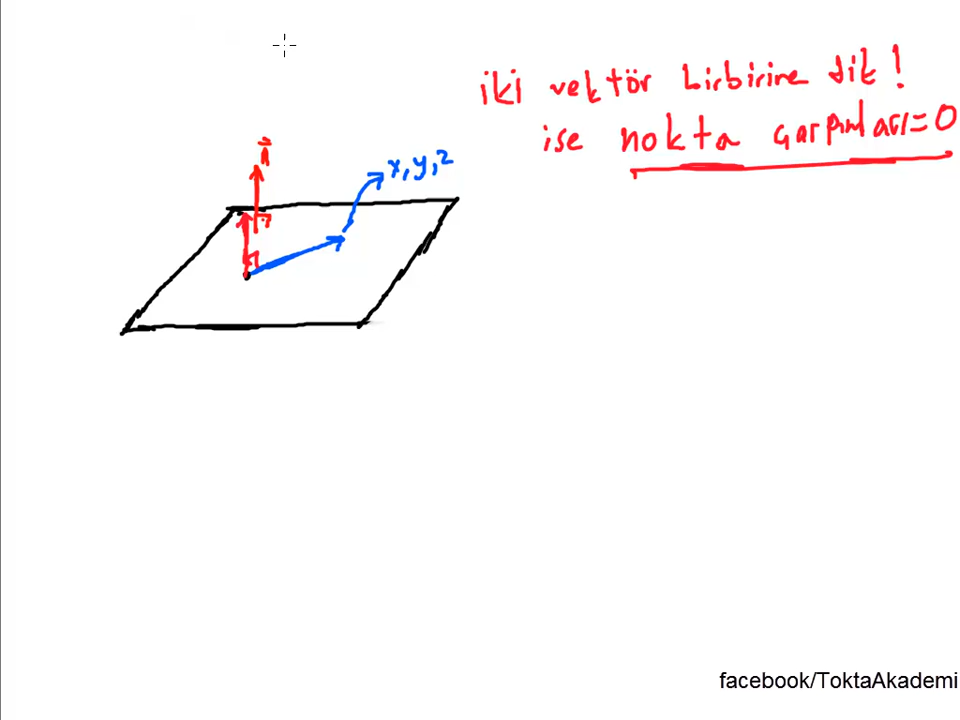 iki vektör birbirine dik!
ise nokta çarpımları=0
n
x,y,z
facebook/ToktaAkademi